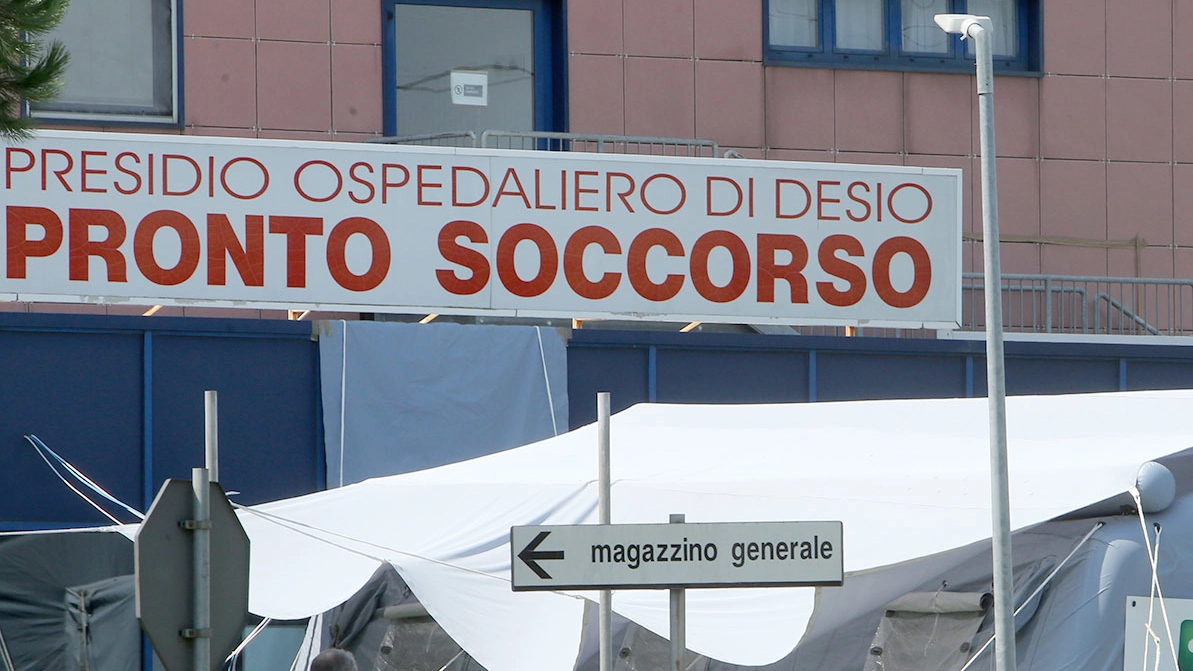 PRESIDIO OSPEDALIERO DI DESIO
PRONTO SOCCORSO
magazzino generale